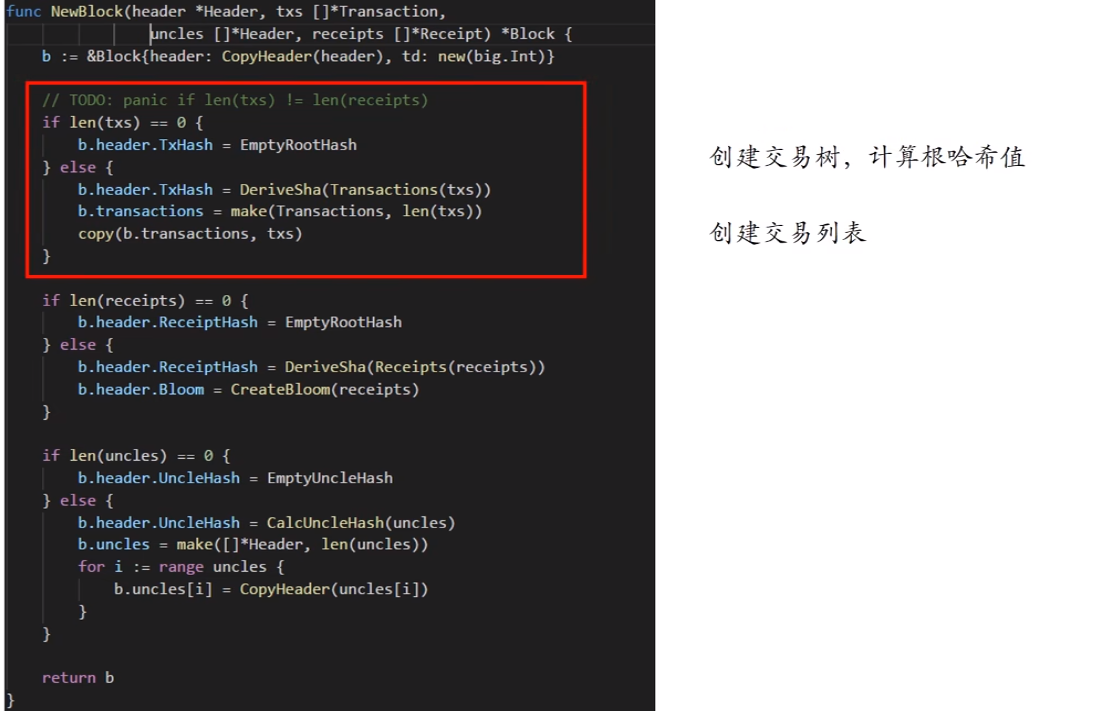 func NewBlock(header *Header, txs []*Transaction,
uncles []*Header, receipts []*Receipt) *Block {
b := &Block{header: CopyHeader(header), td: new(big.Int)}
// TODO: panic if len(txs) != len(receipts)
if len(txs) == 0 {
b.header.TxHash = EmptyRootHash
} else {
b.header.TxHash = DeriveSha(Transactions(txs))
b.transactions = make(Transactions, len(txs))
copy(b.transactions, txs)
}
if len(receipts) == 0 {
b.header.ReceiptHash = EmptyRootHash
} else {
b.header.ReceiptHash = DeriveSha(Receipts(receipts))
b.header.Bloom = CreateBloom(receipts)
}
if len(uncles) == 0 {
b.header.UncleHash = EmptyUncleHash
} else {
b.header.UncleHash = CalcUncleHash(uncles)
b.uncles = make([]*Header, len(uncles))
for i := range uncles {
b.uncles[i] = CopyHeader(uncles[i])
}
}
return b
}
创建交易树，计算根哈希值
创建交易列表